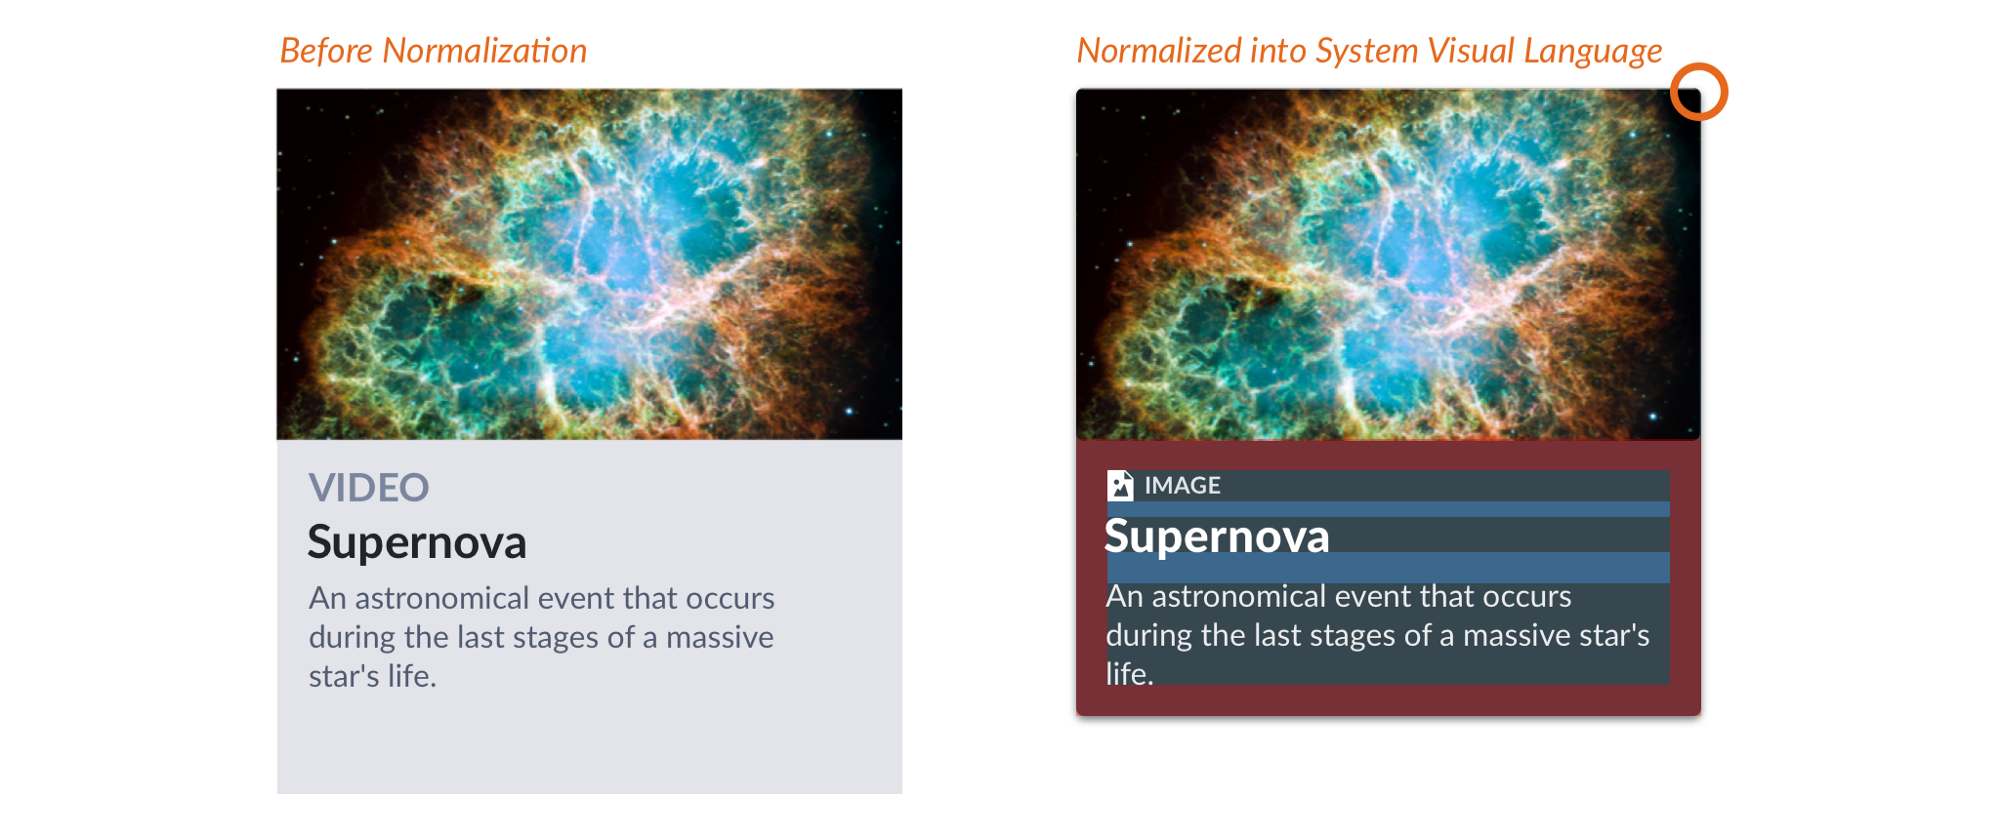 Before Normalization
VIDEO
Supernova
An astronomical event that occurs
during the last stages of a massive
star's life.
Normalized into System Visual Language
IMAGE
Supernova
An astronomical event that occurs
during the last stages of a massive star's
life.